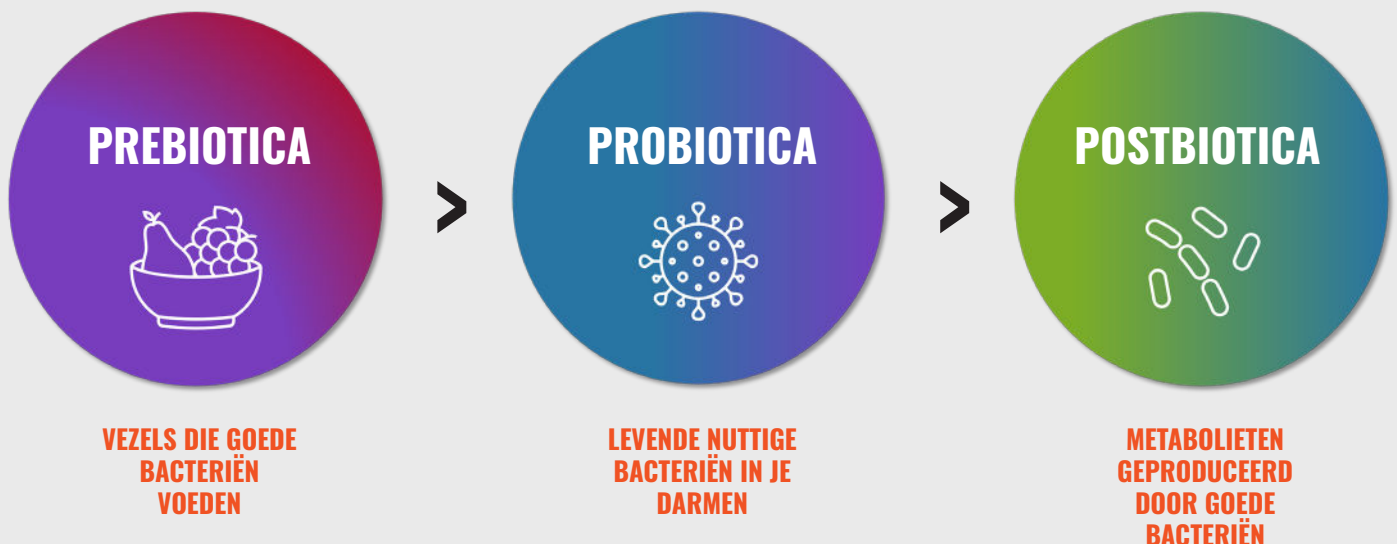 PREBIOTICA
>
PROBIOTICA
>
POSTBIOTICA
VEZELS DIE GOEDE
BACTERIËN
VOEDEN
LEVENDE NUTTIGE
BACTERIËN IN JE
DARMEN
METABOLIETEN
GEPRODUCEERD
DOOR GOEDE
BACTERIËN